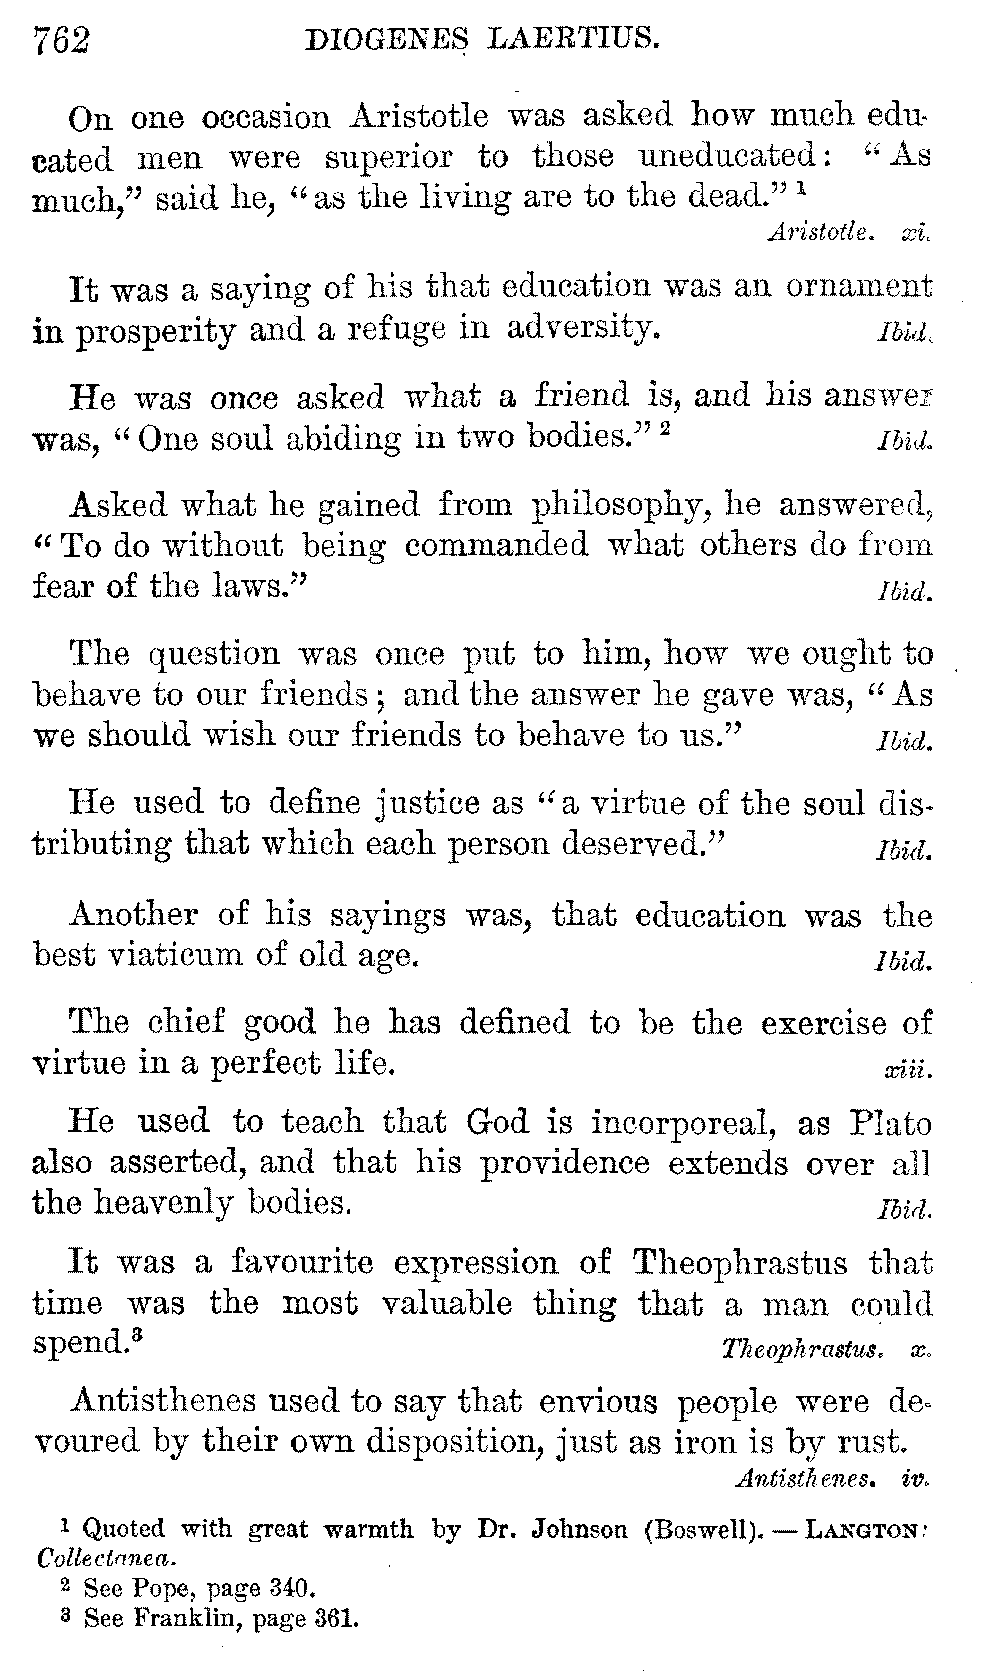 762 DIOGENES LAERTIUS.
On one occasion Aristotle was asked how much edu-
cated men were superior to those uneducated: “As
much,” said he, “as the living are to the dead.” 1
Aristotle. xi.
It was a saying of his that education was an ornament
in prosperity and a refuge in adversity. Ibid.
He was once asked what a friend is, and his answer
was, “One soul abiding in two bodies.” 2 Ibid.
Asked what he gained from philosophy, he answered,
“To do without being commanded what others do from
fear of the laws.” Ibid.
The question was once put to him, how we ought to
behave to our friends; and the answer he gave was, “As
we should wish our friends to behave to us.” Ibid.
He used to define justice as “a virtue of the soul dis-
tributing that which each person deserved.” Ibid.
Another of his sayings was, that education was the
best viaticum of old age. Ibid.
The chief good he has defined to be the exercise of
virtue in a perfect life. xiii.
He used to teach that God is incorporeal, as Plato
also asserted, and that his providence extends over all
the heavenly bodies. Ibid.
It was a favourite expression of Theophrastus that
time was the most valuable thing that a man could
spend.3 Theophrastus. x.
Antisthenes used to say that envious people were de-
voured by their own disposition, just as iron is by rust.
Antisthenes. iv.
1 Quoted with great warmth by Dr. Johnson (Boswell). — LANGTON:
Collectanea.
2 See Pope, page 340.
3 See Franklin, page 361.